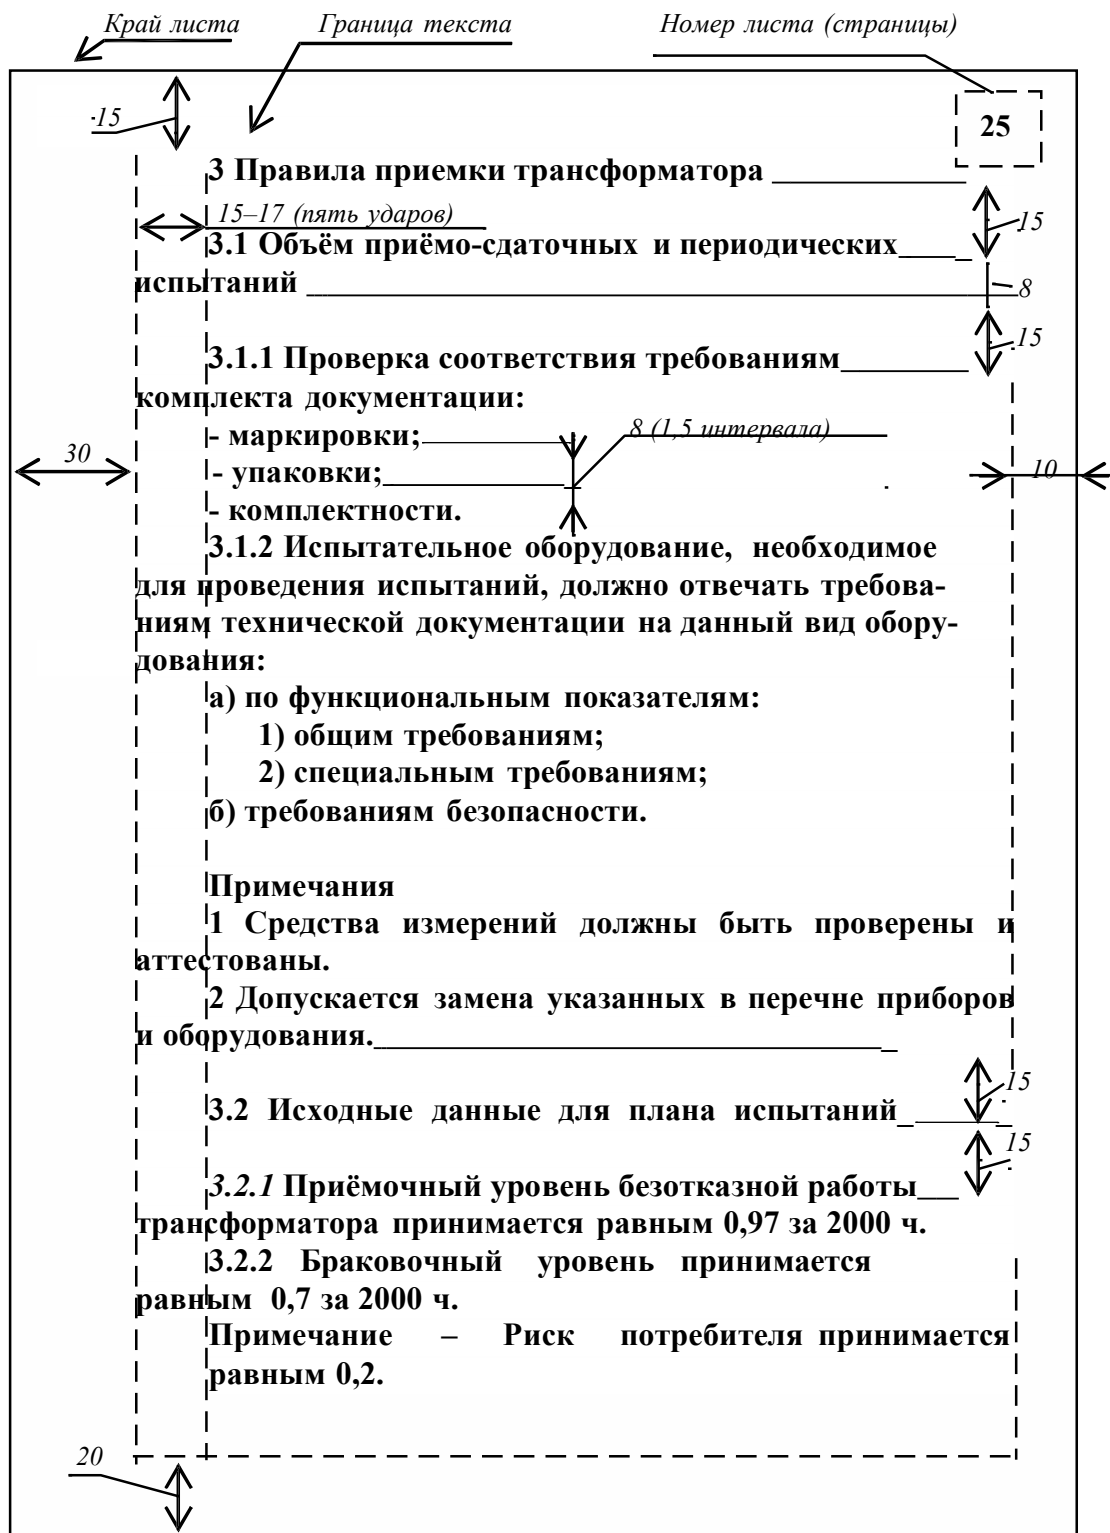 Край листа Граница текста Номер листа (страницы)
15
25
3 Правила приемки трансформатора
15–17 (пять ударов) 15
3.1 Объём приёмо-сдаточных и периодических
испытаний
8
15
3.1.1 Проверка соответствия требованиям
комплекта документации:
- маркировки; 8 (1,5 интервала)
30 - упаковки; 10
- комплектности.
3.1.2 Испытательное оборудование, необходимое
для проведения испытаний, должно отвечать требова-
ниям технической документации на данный вид обору-
дования:
а) по функциональным показателям:
1) общим требованиям;
2) специальным требованиям;
б) требованиям безопасности.
Примечания
1 Средства измерений должны быть проверены и
аттестованы.
2 Допускается замена указанных в перечне приборов
и оборудования.
15
3.2 Исходные данные для плана испытаний
15
3.2.1 Приёмочный уровень безотказной работы
трансформатора принимается равным 0,97 за 2000 ч.
3.2.2 Браковочный уровень принимается
равным 0,7 за 2000 ч.
Примечание – Риск потребителя принимается
равным 0,2.
20